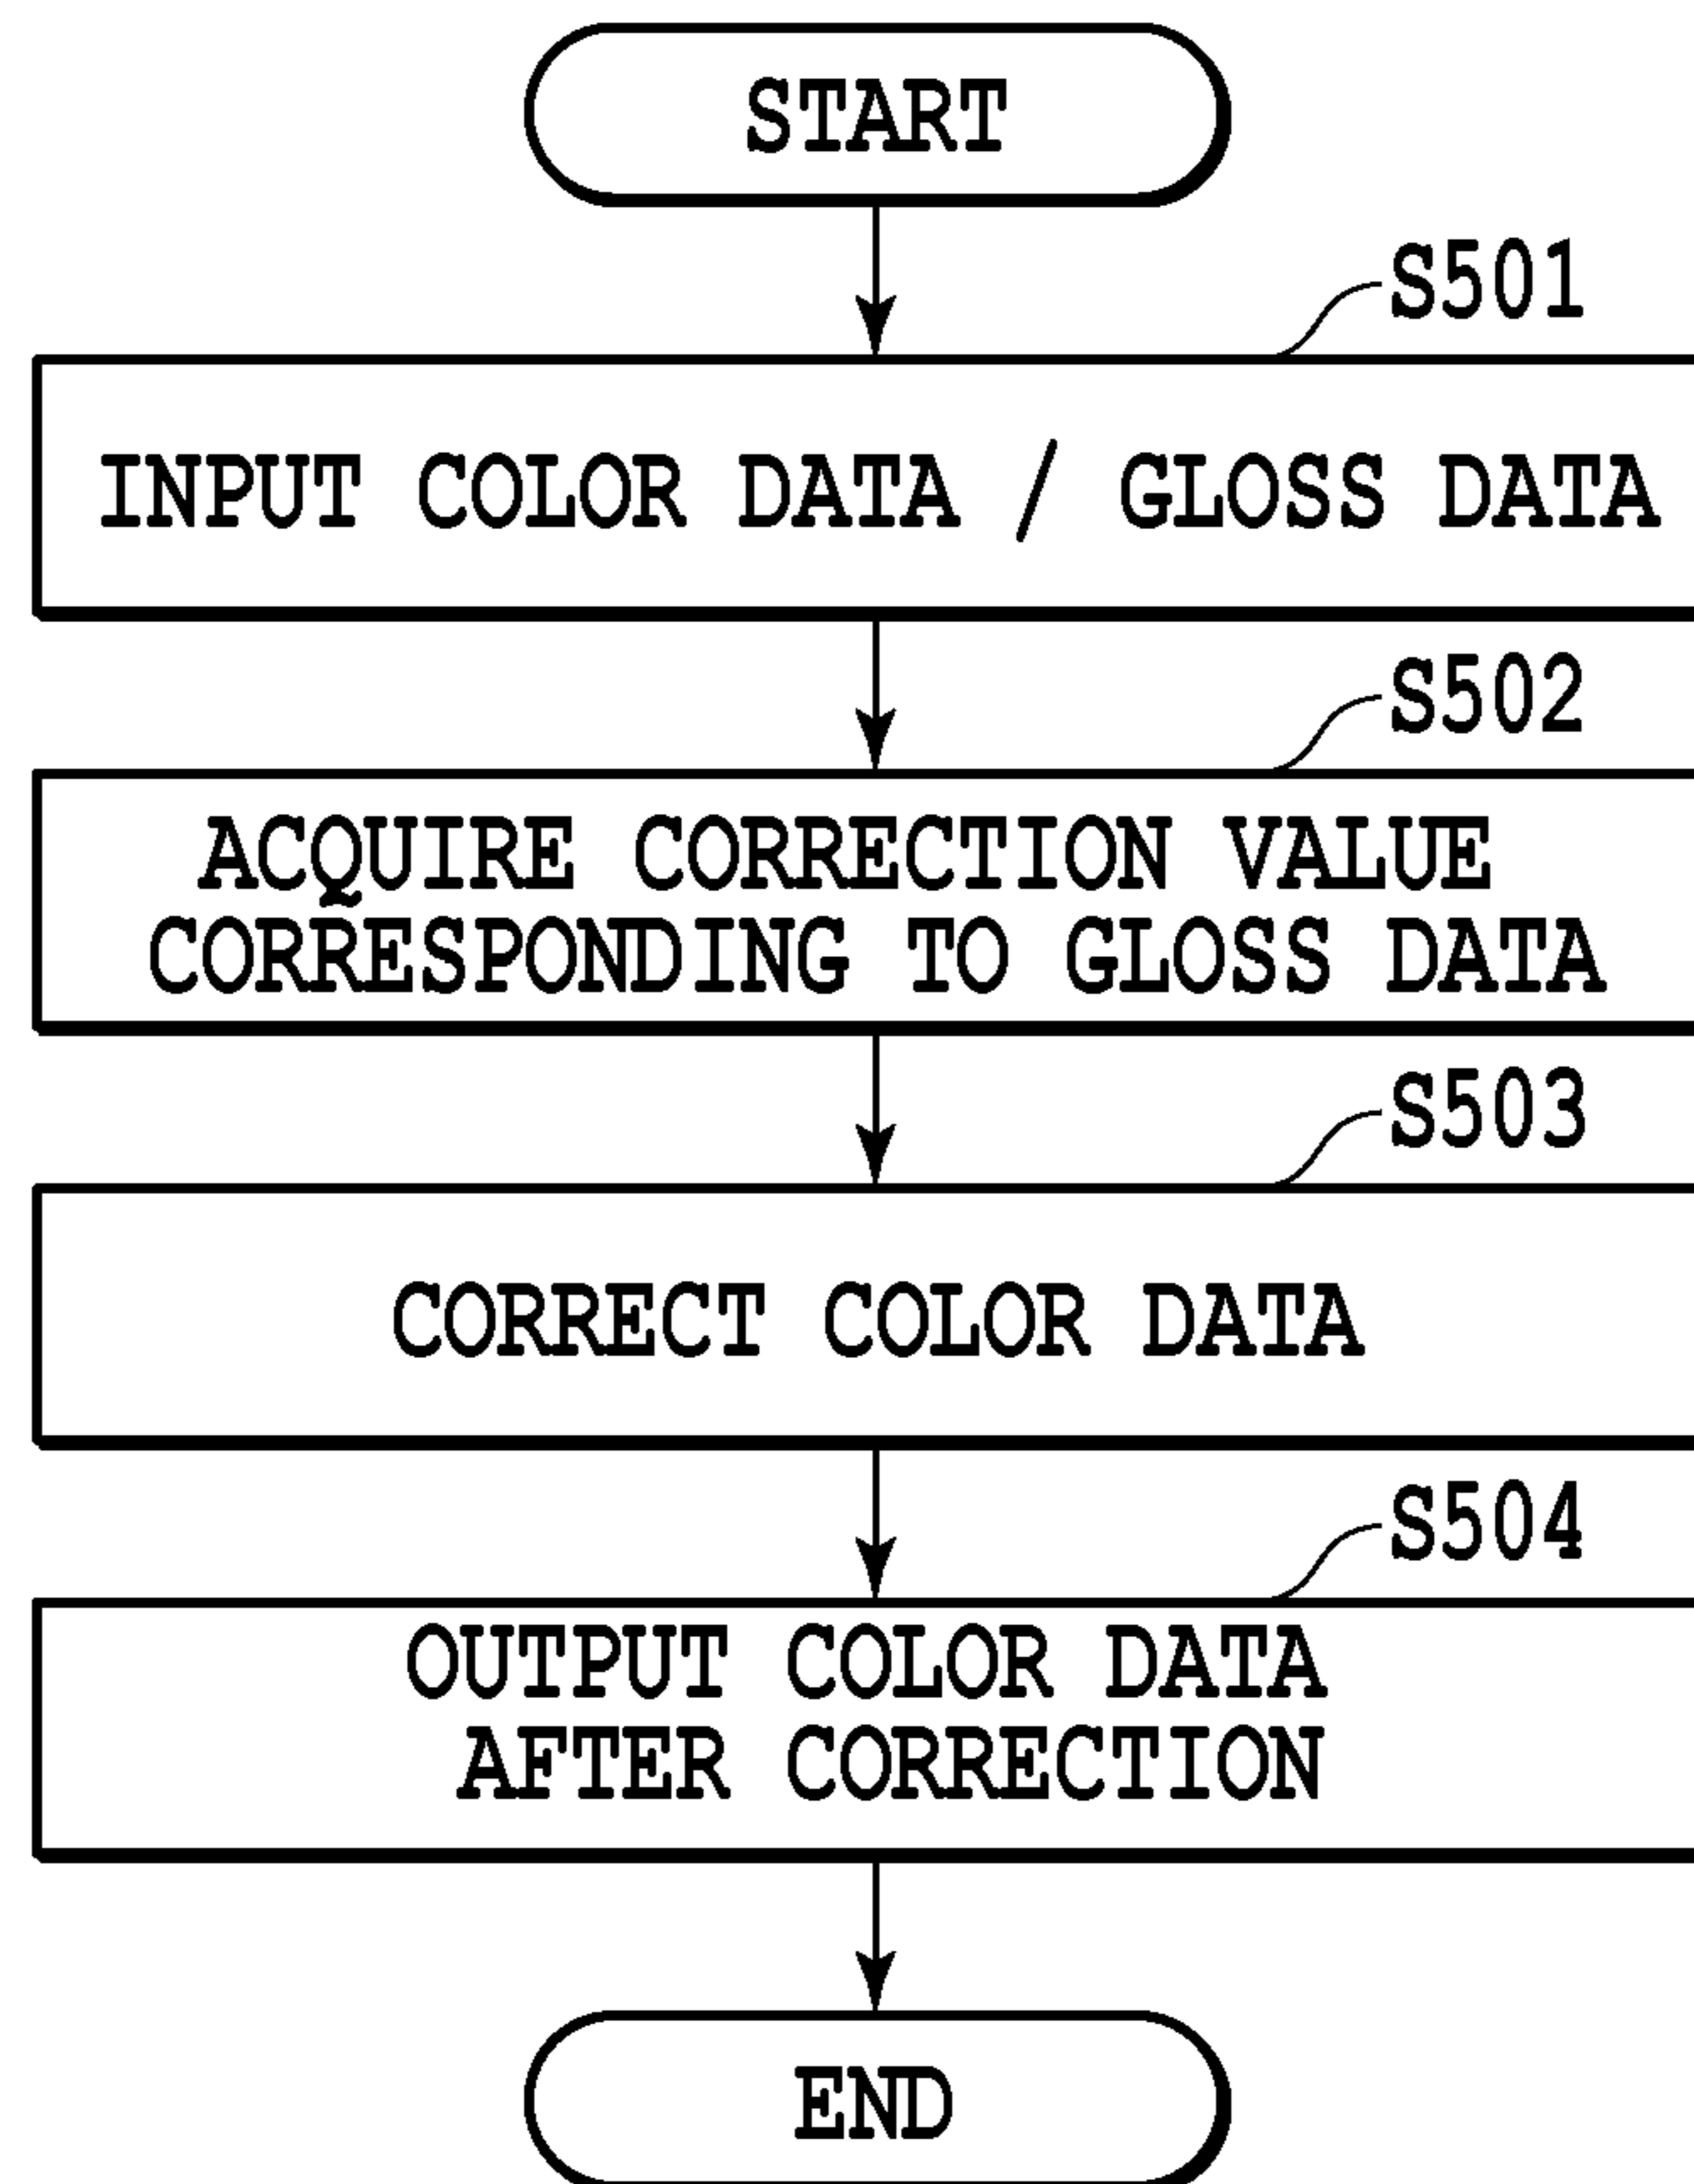 START
S501
INPUT COLOR DATA / GLOSS DATA
S502
ACQUIRE CORRECTION VALUE
CORRESPONDING TO GLOSS DATA
S503
CORRECT COLOR DATA
S504
OUTPUT COLOR DATA
AFTER CORRECTION
END